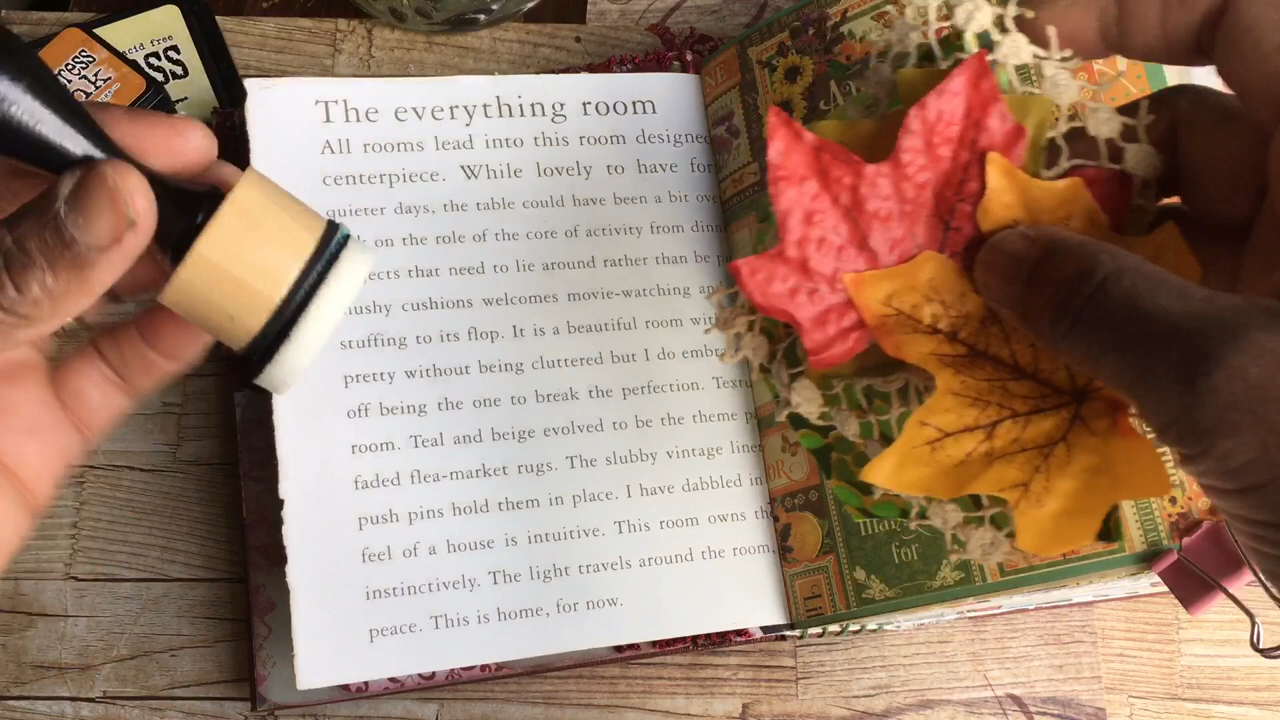 acid free
ress
ink
ss
The everything room
All rooms lead into this room designed
centerpiece. While lovely to have for
quieter days, the table could have been a bit ove
on the role of the core of activity from dinn
jects that need to lie around rather than be
cushions welcomes movie-watching an
stuffing to its flop. It is a beautiful room wit
pretty without being cluttered but I do embra
off being the one to break the perfection. Textu
room. Teal and beige evolved to be the theme
faded flea-market rugs. The slubby vintage line
push pins hold them in place. I have dabbled in
feel of a house is intuitive. This room owns th
instinctively. The light travels around the room,
peace. This is home, for now.
for